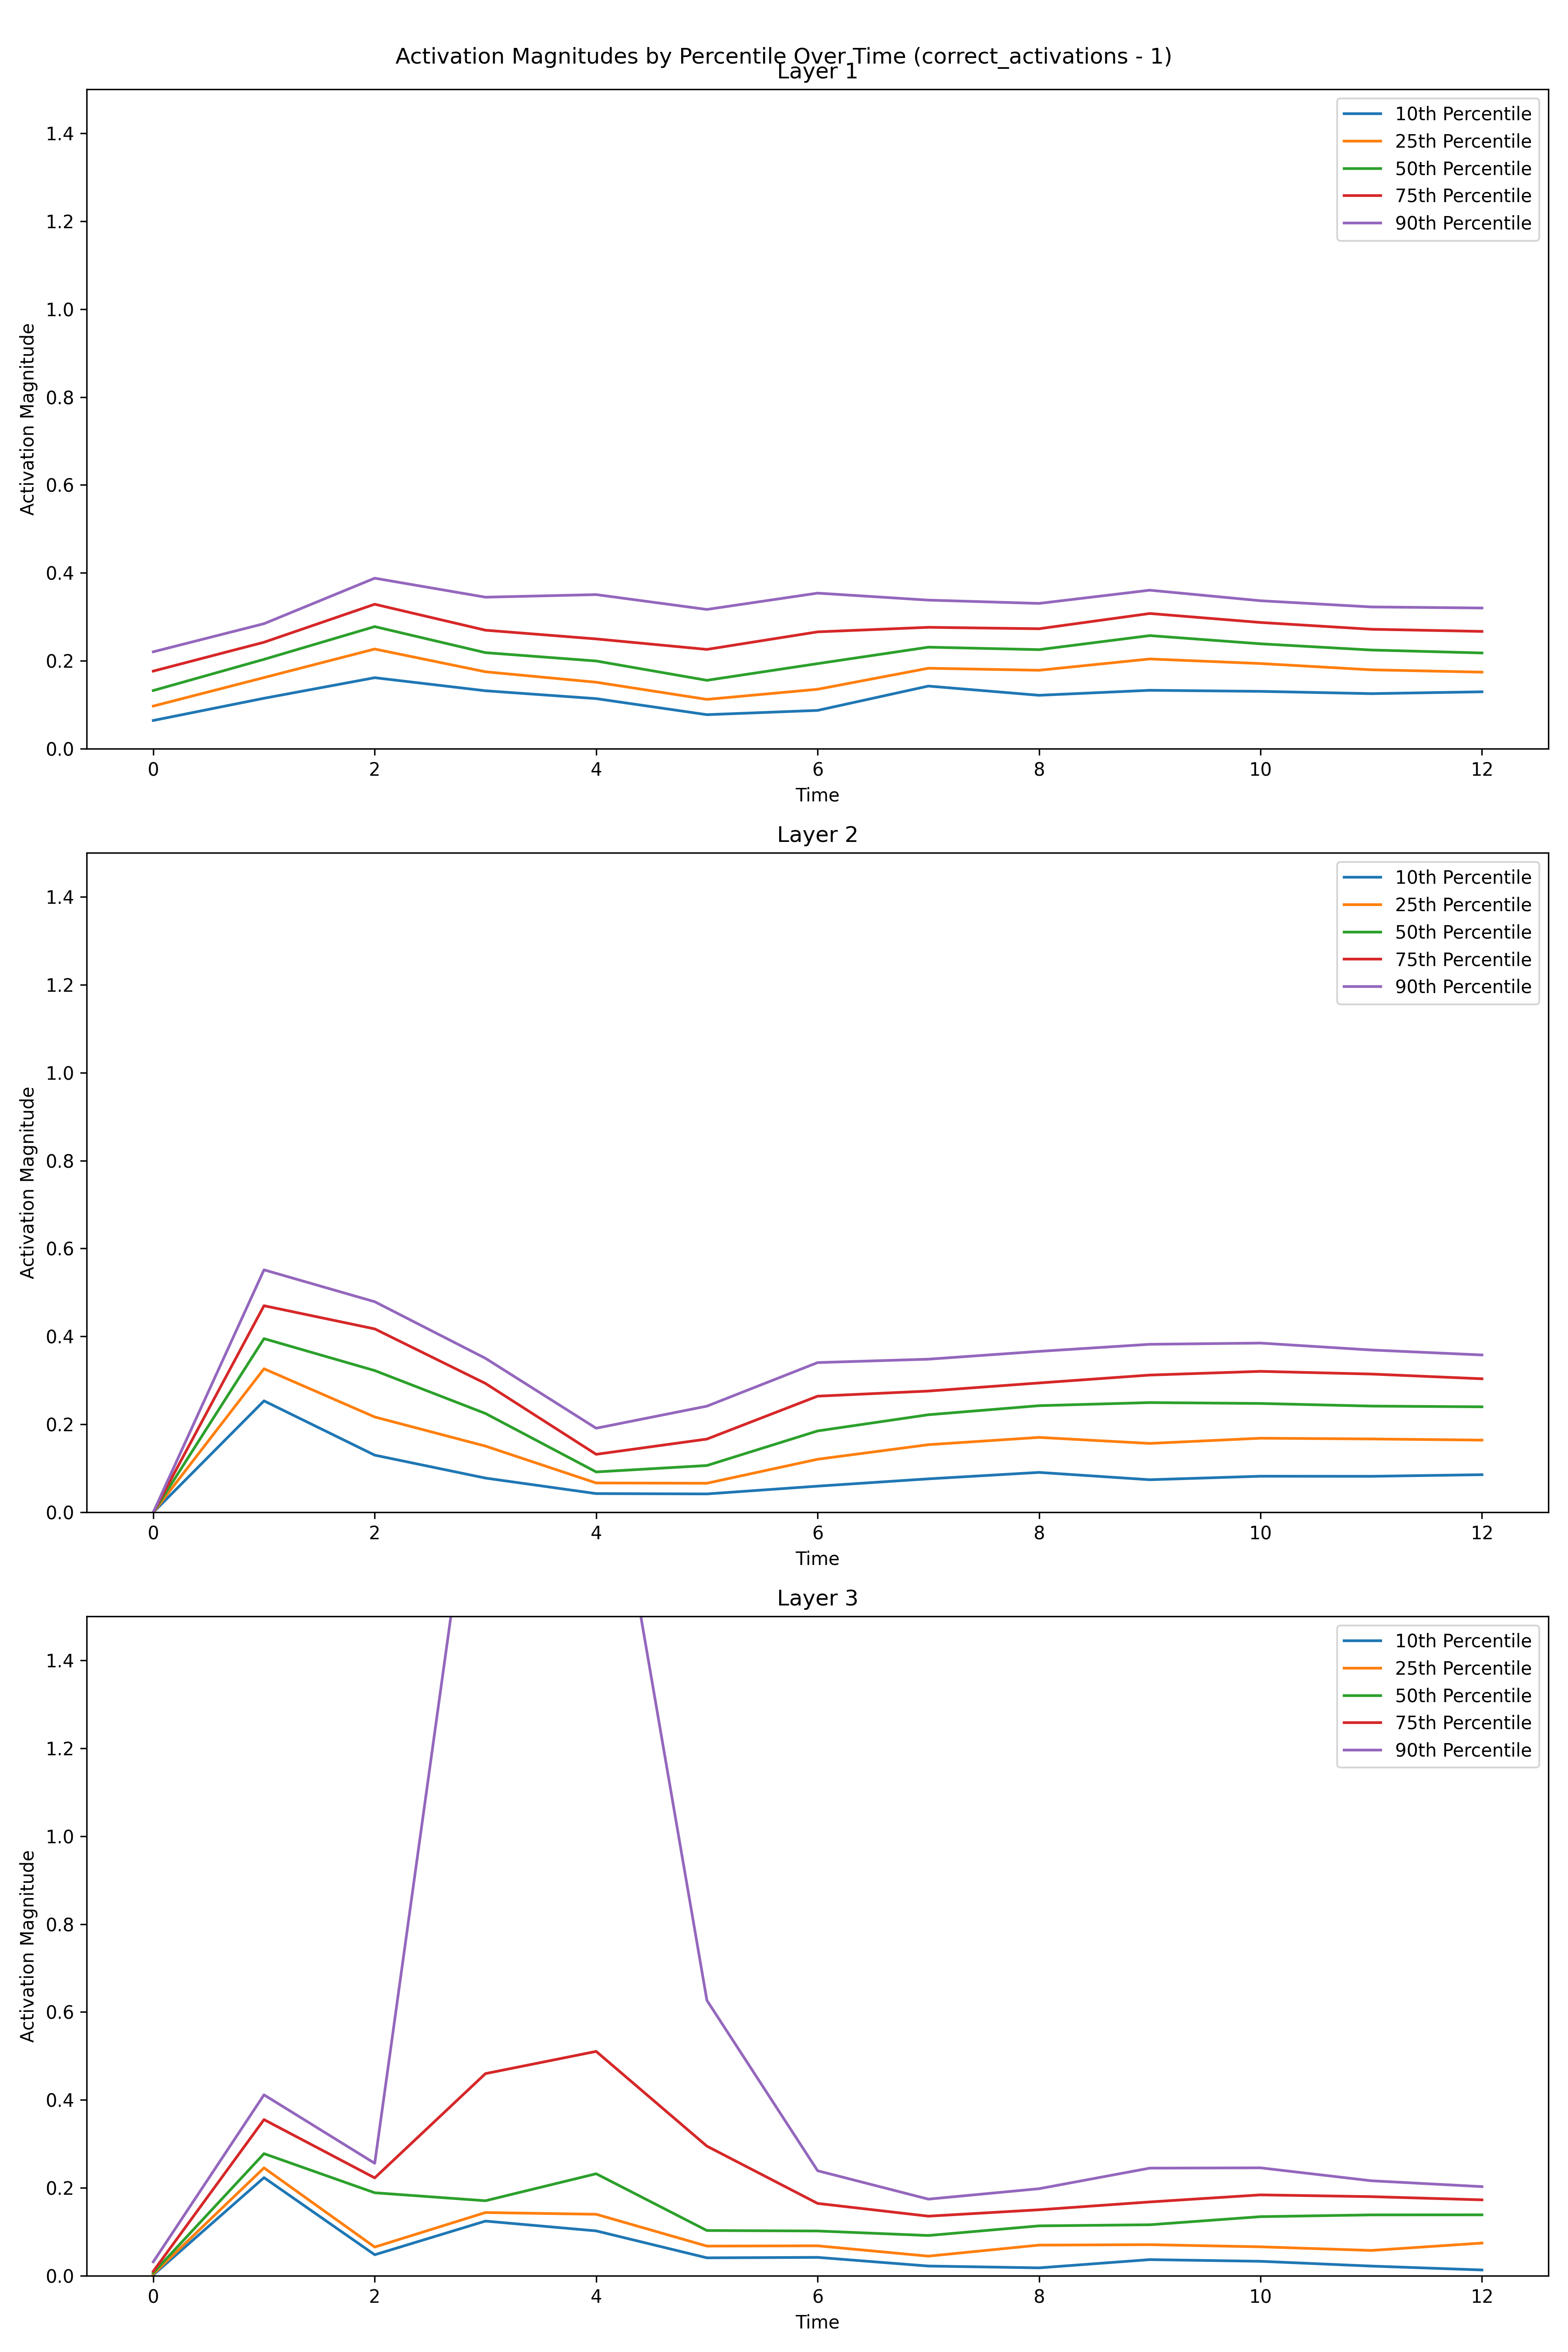 Activation Magnitudes by Percentile Over Time (correct_activations - 1)
Layer 1
10th Percentile
25th Percentile
50th Percentile
75th Percentile
90th Percentile
Activation Magnitude
1.4
1.2
1.0
0.8
0.6
0.4
0.2
0.0
0 2 4 6 8 10 12
Time
Layer 2
10th Percentile
25th Percentile
50th Percentile
75th Percentile
90th Percentile
Activation Magnitude
1.4
1.2
1.0
0.8
0.6
0.4
0.2
0.0
0 2 4 6 8 10 12
Time
Layer 3
10th Percentile
25th Percentile
50th Percentile
75th Percentile
90th Percentile
Activation Magnitude
1.4
1.2
1.0
0.8
0.6
0.4
0.2
0.0
0 2 4 6 8 10 12
Time